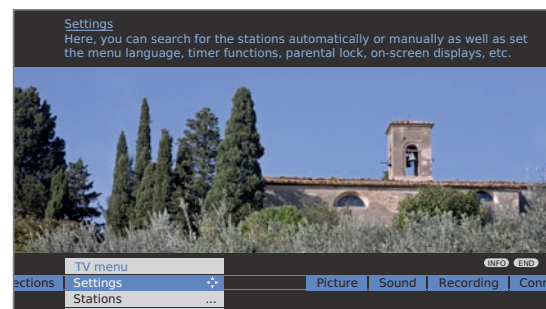 Settings
Here, you can search for the stations automatically or manually as well as set
the menu language, timer functions, parental lock, on-screen displays, etc.
INFO END
TV menu
ections Settings Picture Sound Recording Conn
Stations ...